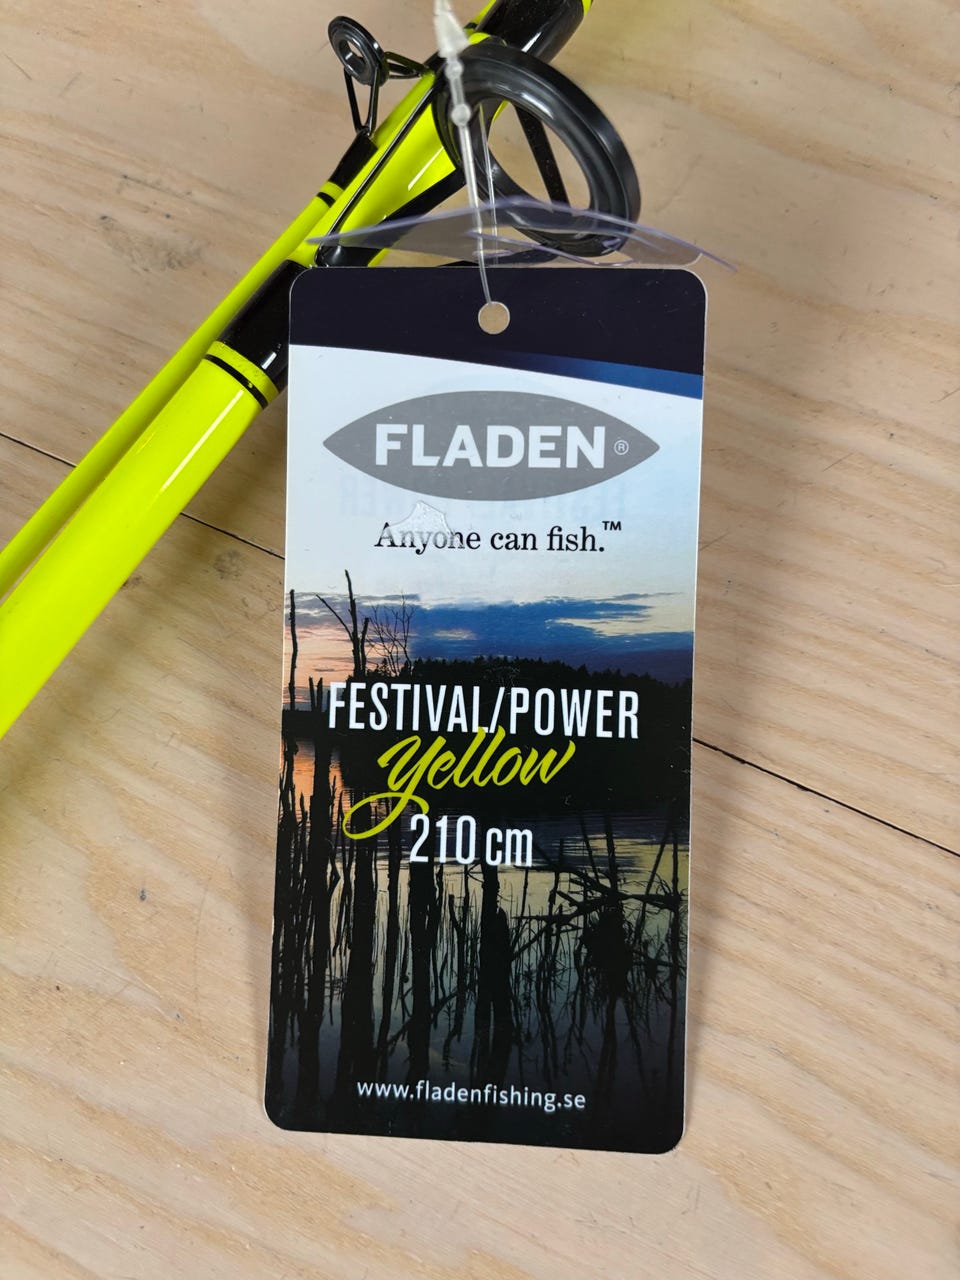 FLADEN®
Anyone can fish.™
FESTIVAL/POWER
Yellow
210 cm
www.fladenfishing.se